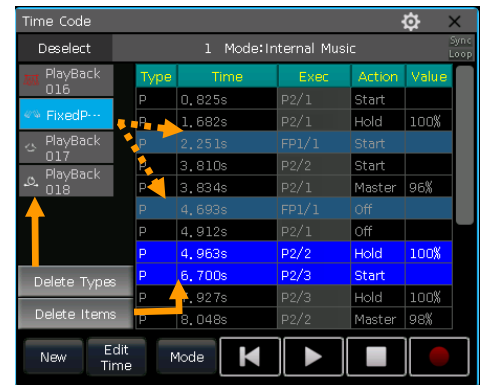 Time Code
Deselect
1 Mode:Internal Music
Sync
Loop
PlayBack
016
FixedP···
PlayBack
017
PlayBack
018
Delete Types
Delete Items
Type Time Exec Action Value
P 0.825s P2/1 Start
P 1.682s P2/1 Hold 100%
P 2.251s FP1/1 Start
P 3.810s P2/2 Start
P 3.834s P2/1 Master 96%
P 4.693s FP1/1 Off
P 4.912s P2/1 Off
P 4.963s P2/2 Hold 100%
P 6.700s P2/3 Start
P .927s P2/3 Hold 100%
P 8.048s P2/2 Master 98%
New
Edit
Time
Mode